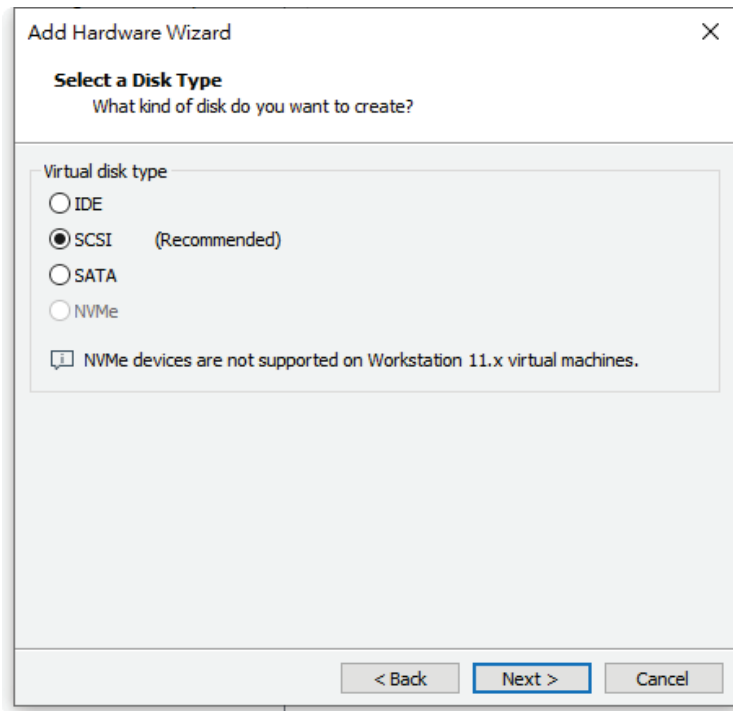 Add Hardware Wizard
Select a Disk Type
What kind of disk do you want to create?
Virtual disk type
IDE
SCSI (Recommended)
SATA
NVMe
NVMe devices are not supported on Workstation 11.x virtual machines.
< Back Next > Cancel